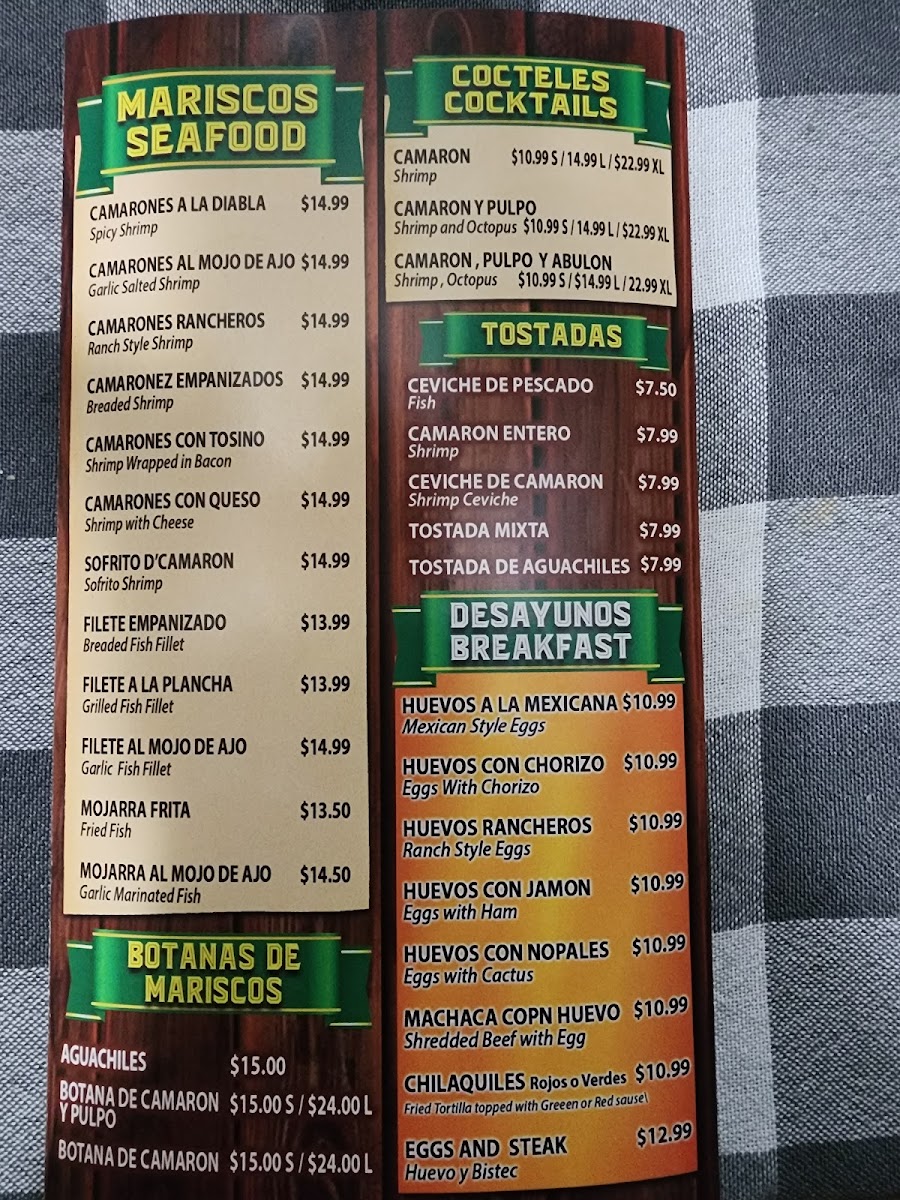 MARISCOS
SEAFOOD
CAMARONES A LA DIABLA $14.99
Spicy Shrimp
CAMARONES AL MOJO DE AJO $14.99
Garlic Salted Shrimp
CAMARONES RANCHEROS $14.99
Ranch Style Shrimp
CAMARONEZ EMPANIZADOS $14.99
Breaded Shrimp
CAMARONES CON TOSINO $14.99
Shrimp Wrapped in Bacon
CAMARONES CON QUESO $14.99
Shrimp with Cheese
SOFRITO D'CAMARON $14.99
Sofrito Shrimp
FILETE EMPANIZADO $13.99
Breaded Fish Fillet
FILETE A LA PLANCHA $13.99
Grilled Fish Fillet
FILETE AL MOJO DE AJO $14.99
Garlic Fish Fillet
MOJARRA FRITA $13.50
Fried Fish
MOJARRA AL MOJO DE AJO $14.50
Garlic Marinated Fish
BOTANAS DE
MARISCOS
AGUACHILES $15.00
BOTANA DE CAMARON $15.00 S / $24.00 L
Y PULPO
BOTANA DE CAMARON $15.00 S / $24.00 L
COCTELES
COCKTAILS
CAMARON $10.99 S / 14.99 L / $22.99 XL
Shrimp
CAMARON Y PULPO
Shrimp and Octopus $10.99 S / 14.99 L / $22.99 XL
CAMARON , PULPO Y ABULON
Shrimp , Octopus $10.99 S / $14.99 L / 22.99 XL
TOSTADAS
CEVICHE DE PESCADO $7.50
Fish
CAMARON ENTERO $7.99
Shrimp
CEVICHE DE CAMARON $7.99
Shrimp Ceviche
TOSTADA MIXTA $7.99
TOSTADA DE AGUACHILES $7.99
DESAYUNOS
BREAKFAST
HUEVOS A LA MEXICANA $10.99
Mexican Style Eggs
HUEVOS CON CHORIZO $10.99
Eggs With Chorizo
HUEVOS RANCHEROS $10.99
Ranch Style Eggs
HUEVOS CON JAMON $10.99
Eggs with Ham
HUEVOS CON NOPALES $10.99
Eggs with Cactus
MACHACA COPN HUEVO $10.99
Shredded Beef with Egg
CHILAQUILES Rojos o Verdes $10.99
Fried Tortilla topped with Greeen or Red sause\
EGGS AND STEAK $12.99
Huevo y Bistec